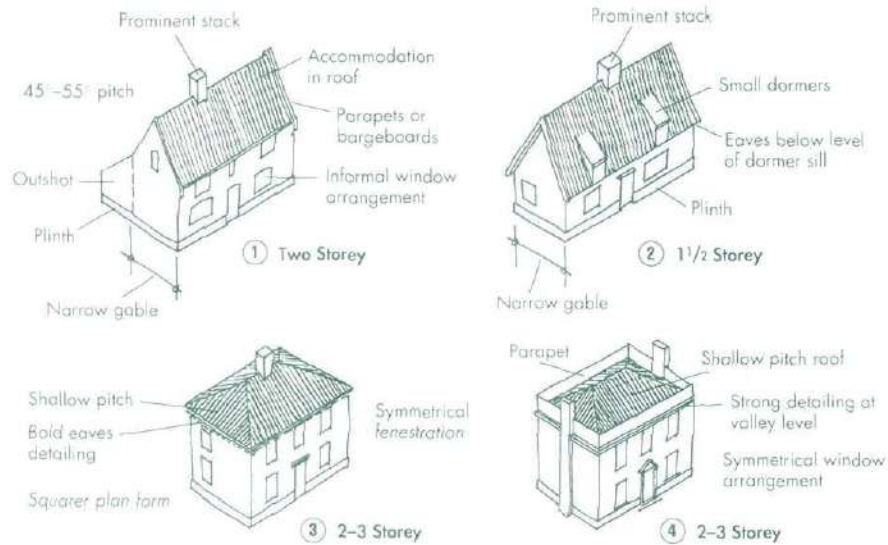 Prominent stack
45°–55° pitch
Accommodation
in roof
Parapets or
bargeboards
Outshot
Informal window
arrangement
Plinth
1 Two Storey
Narrow gable
Prominent stack
Small dormers
Eaves below level
of dormer sill
Plinth
2 1 1/2 Storey
Narrow gable
Shallow pitch
Bold eaves
detailing
Symmetrical
fenestration
Squarer plan form
3 2–3 Storey
Parapet
Shallow pitch roof
Strong detailing at
valley level
Symmetrical window
arrangement
4 2–3 Storey